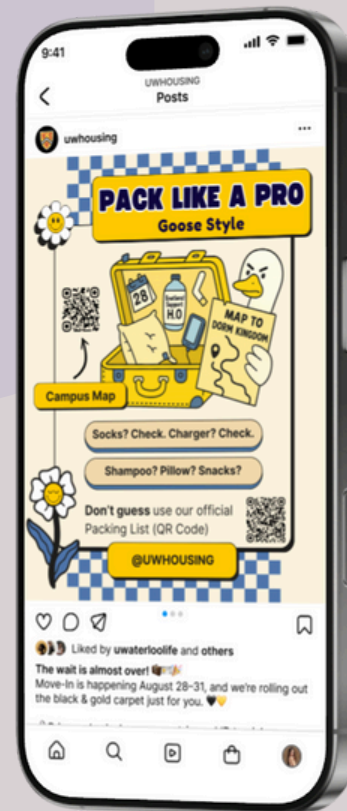 9:41
UWHOUSING
Posts
uwhousing
PACK LIKE A PRO
Goose Style
28
Emotional
Support
H2O
MAP TO
DORM KINGDOM
Campus Map
Socks? Check. Charger? Check.
Shampoo? Pillow? Snacks?
Don't guess use our official
Packing List (QR Code)
@UWHOUSING
Liked by uwaterloolife and others
The wait is almost over!
Move-In is happening August 28–31, and we're rolling out
the black & gold carpet just for you. 🖤💛